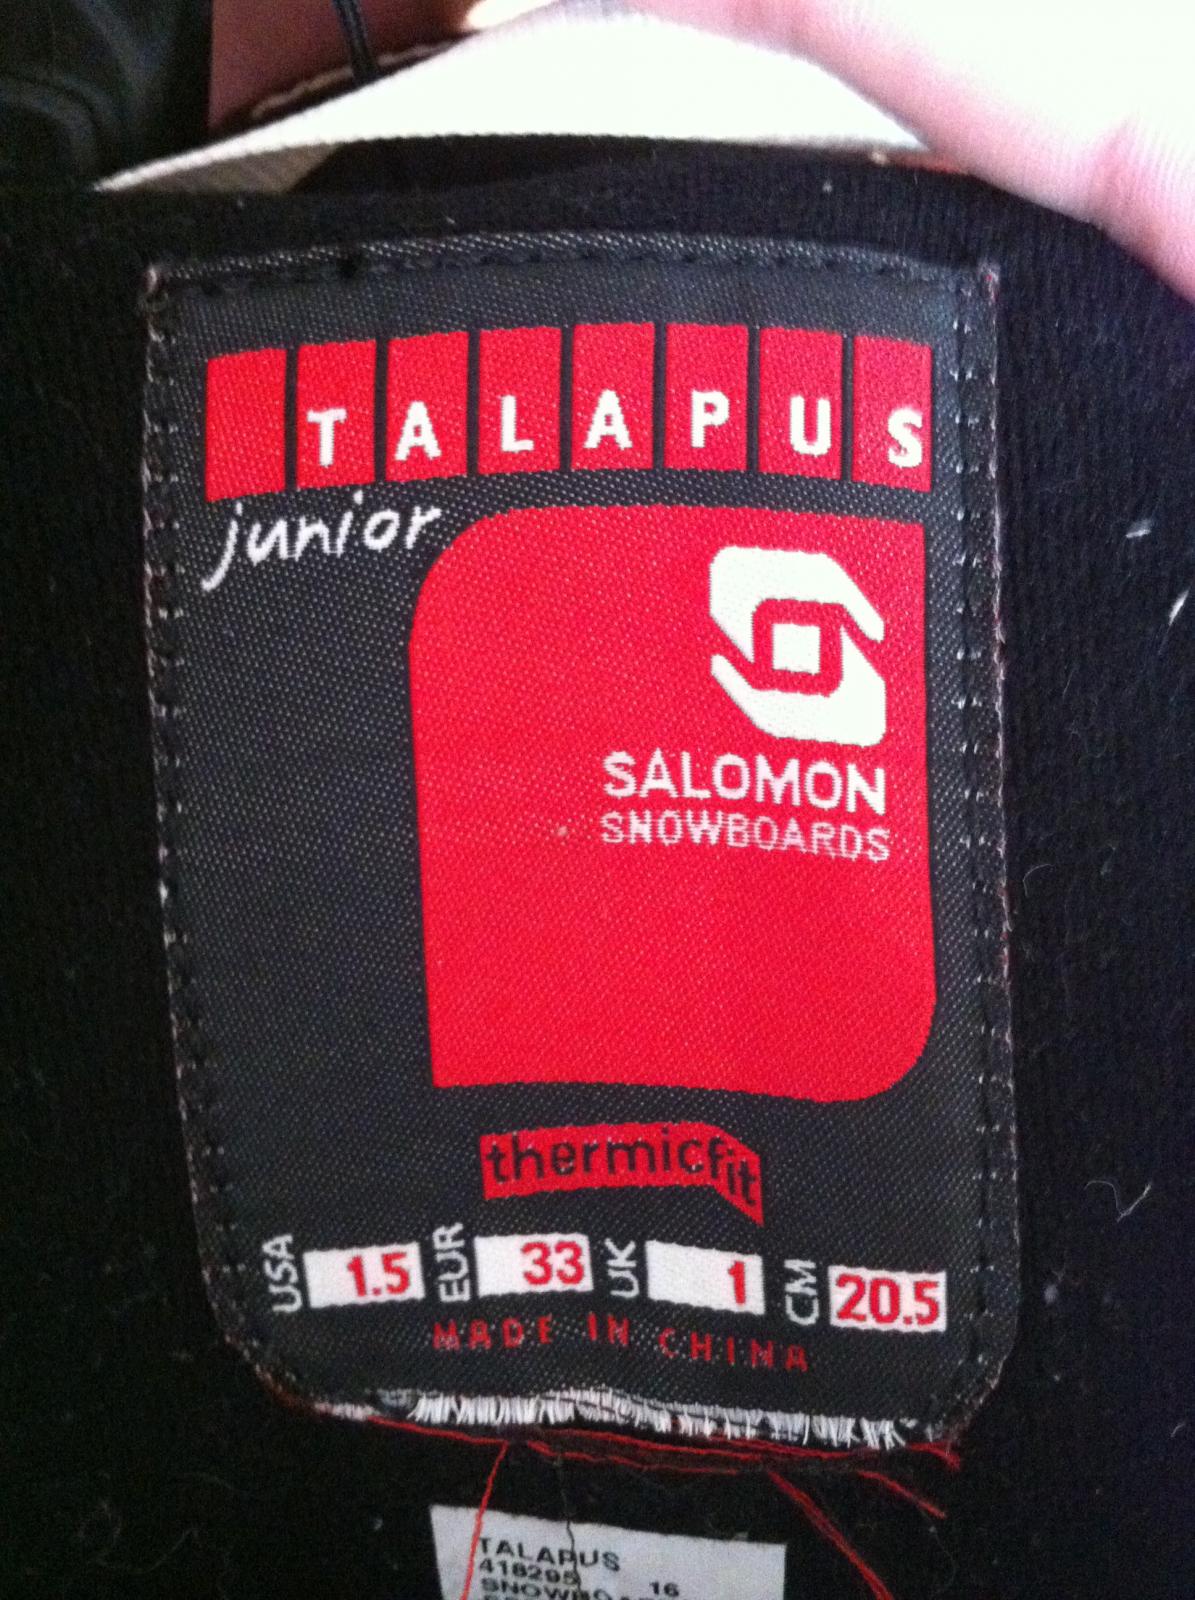 TALAPUS
junior
SALOMON
SNOWBOARDS
thermicfit
USA 1.5 EUR 33 UK 1 CM 20.5
MADE IN CHINA
TALAPUS
418295 16